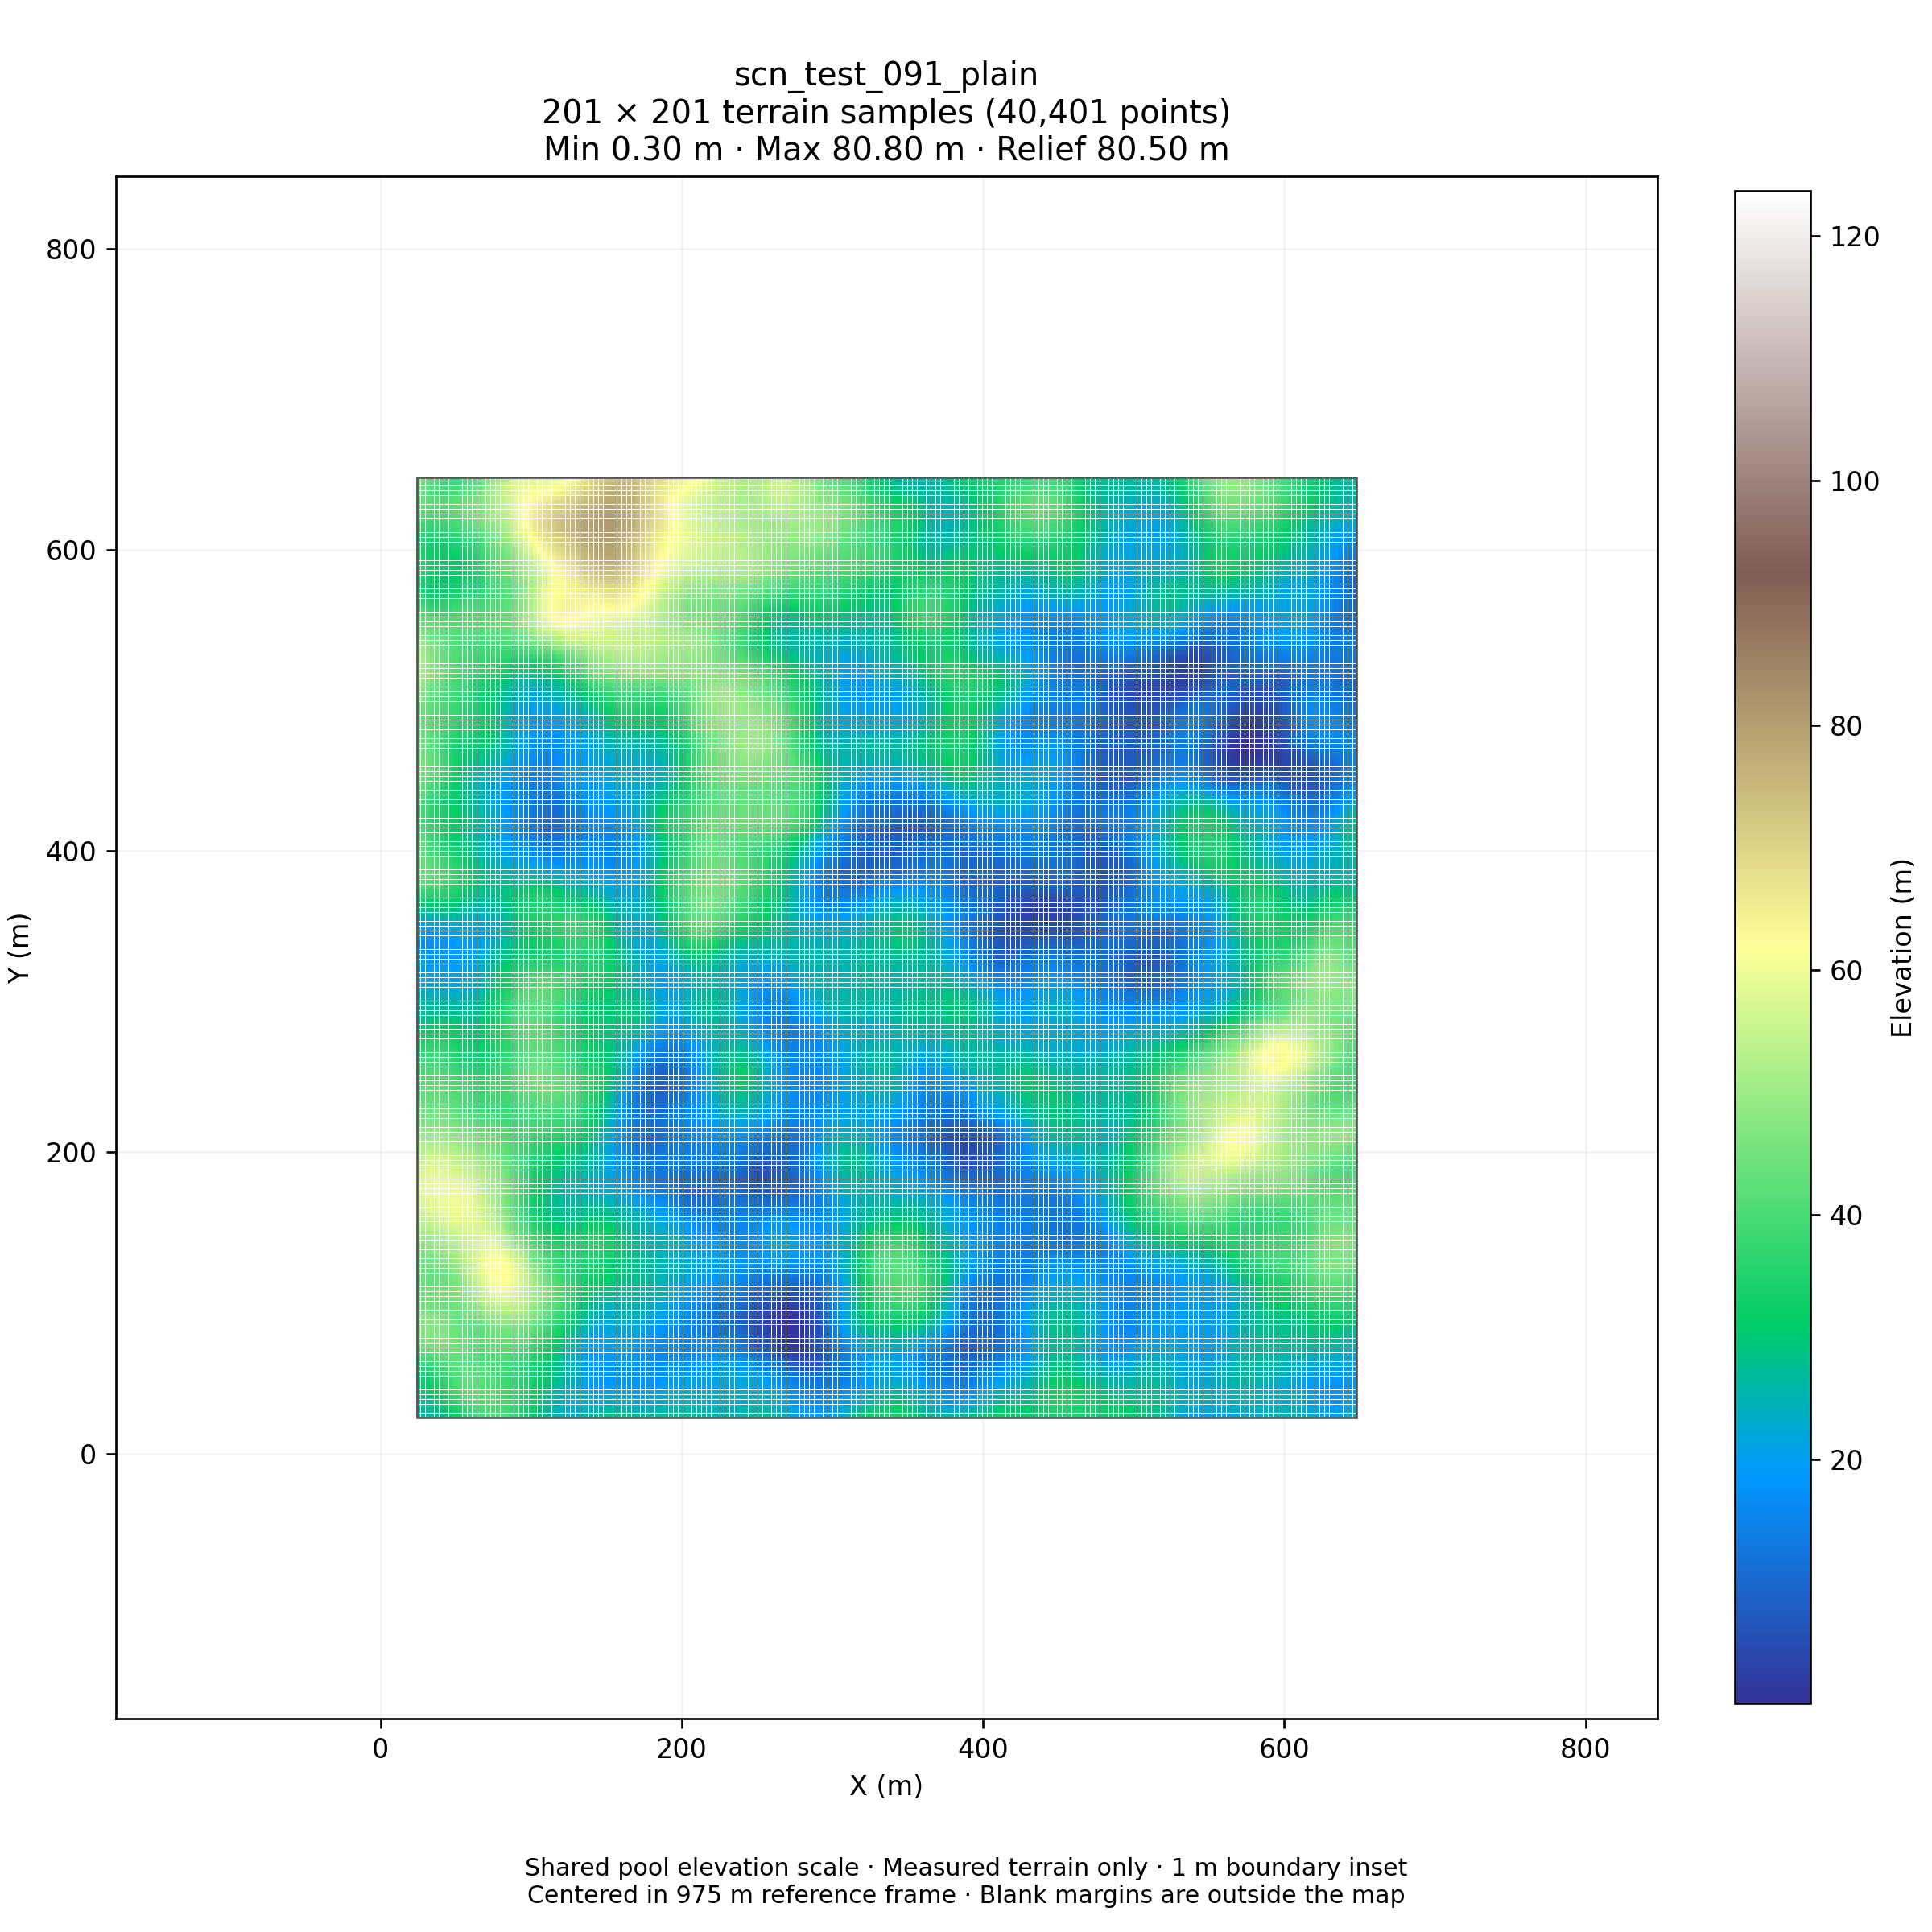 scn_test_091_plain
201 × 201 terrain samples (40,401 points)
Min 0.30 m · Max 80.80 m · Relief 80.50 m
800
600
400
200
0
Y (m)
0 200 400 600 800
X (m)
120
100
80
60
40
20
Elevation (m)
Shared pool elevation scale · Measured terrain only · 1 m boundary inset
Centered in 975 m reference frame · Blank margins are outside the map